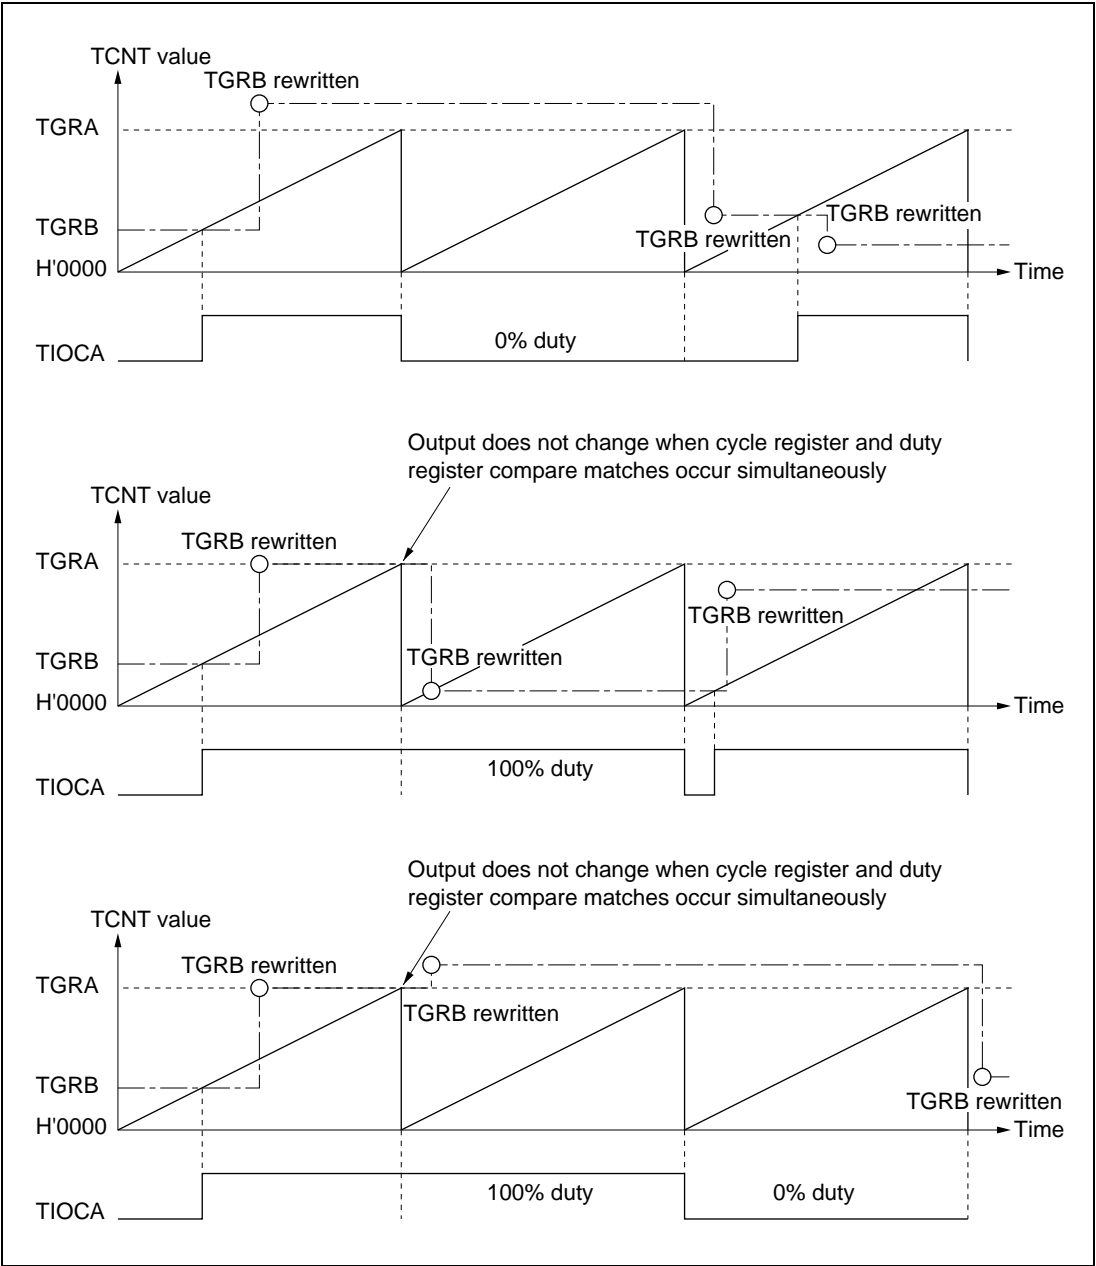 TCNT value
TGRB rewritten
TGRA
TGRB
TGRB rewritten
TGRB rewritten
H'0000
Time
0% duty
TIOCA
Output does not change when cycle register and duty
register compare matches occur simultaneously
TCNT value
TGRB rewritten
TGRA
TGRB rewritten
TGRB
TGRB rewritten
H'0000
Time
100% duty
TIOCA
Output does not change when cycle register and duty
register compare matches occur simultaneously
TCNT value
TGRB rewritten
TGRA
TGRB rewritten
TGRB
TGRB rewritten
H'0000
Time
100% duty
0% duty
TIOCA